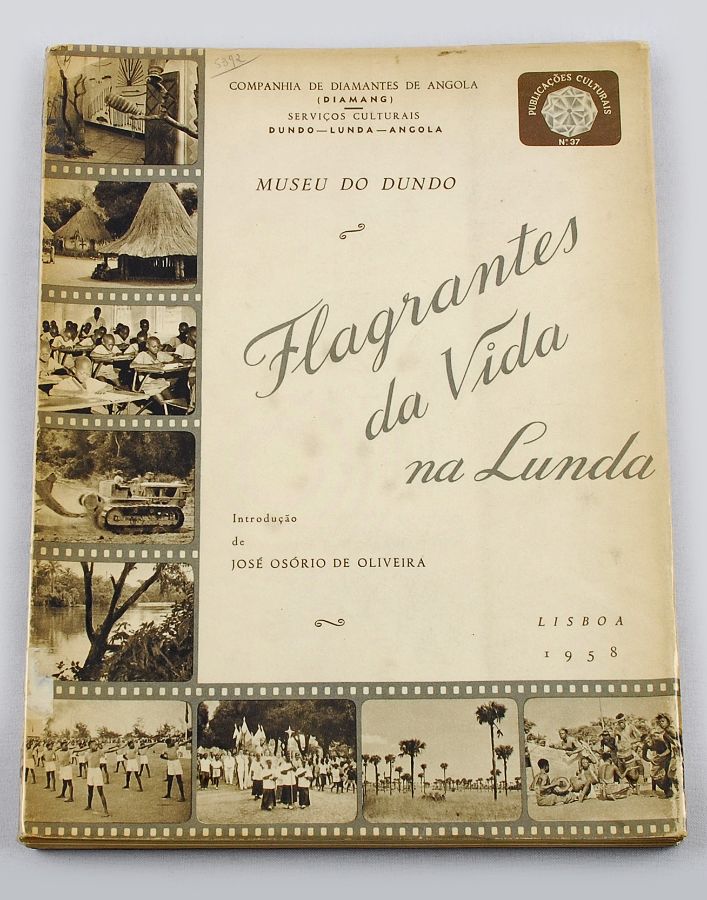 5392
COMPANHIA DE DIAMANTES DE ANGOLA
(DIAMANG)
SERVIÇOS CULTURAIS
DUNDO—LUNDA—ANGOLA
PUBLICAÇÕES CULTURAIS
N.º 37
MUSEU DO DUNDO
Flagrantes
da Vida
na Lunda
Introdução
de
JOSÉ OSÓRIO DE OLIVEIRA
LISBOA
1958